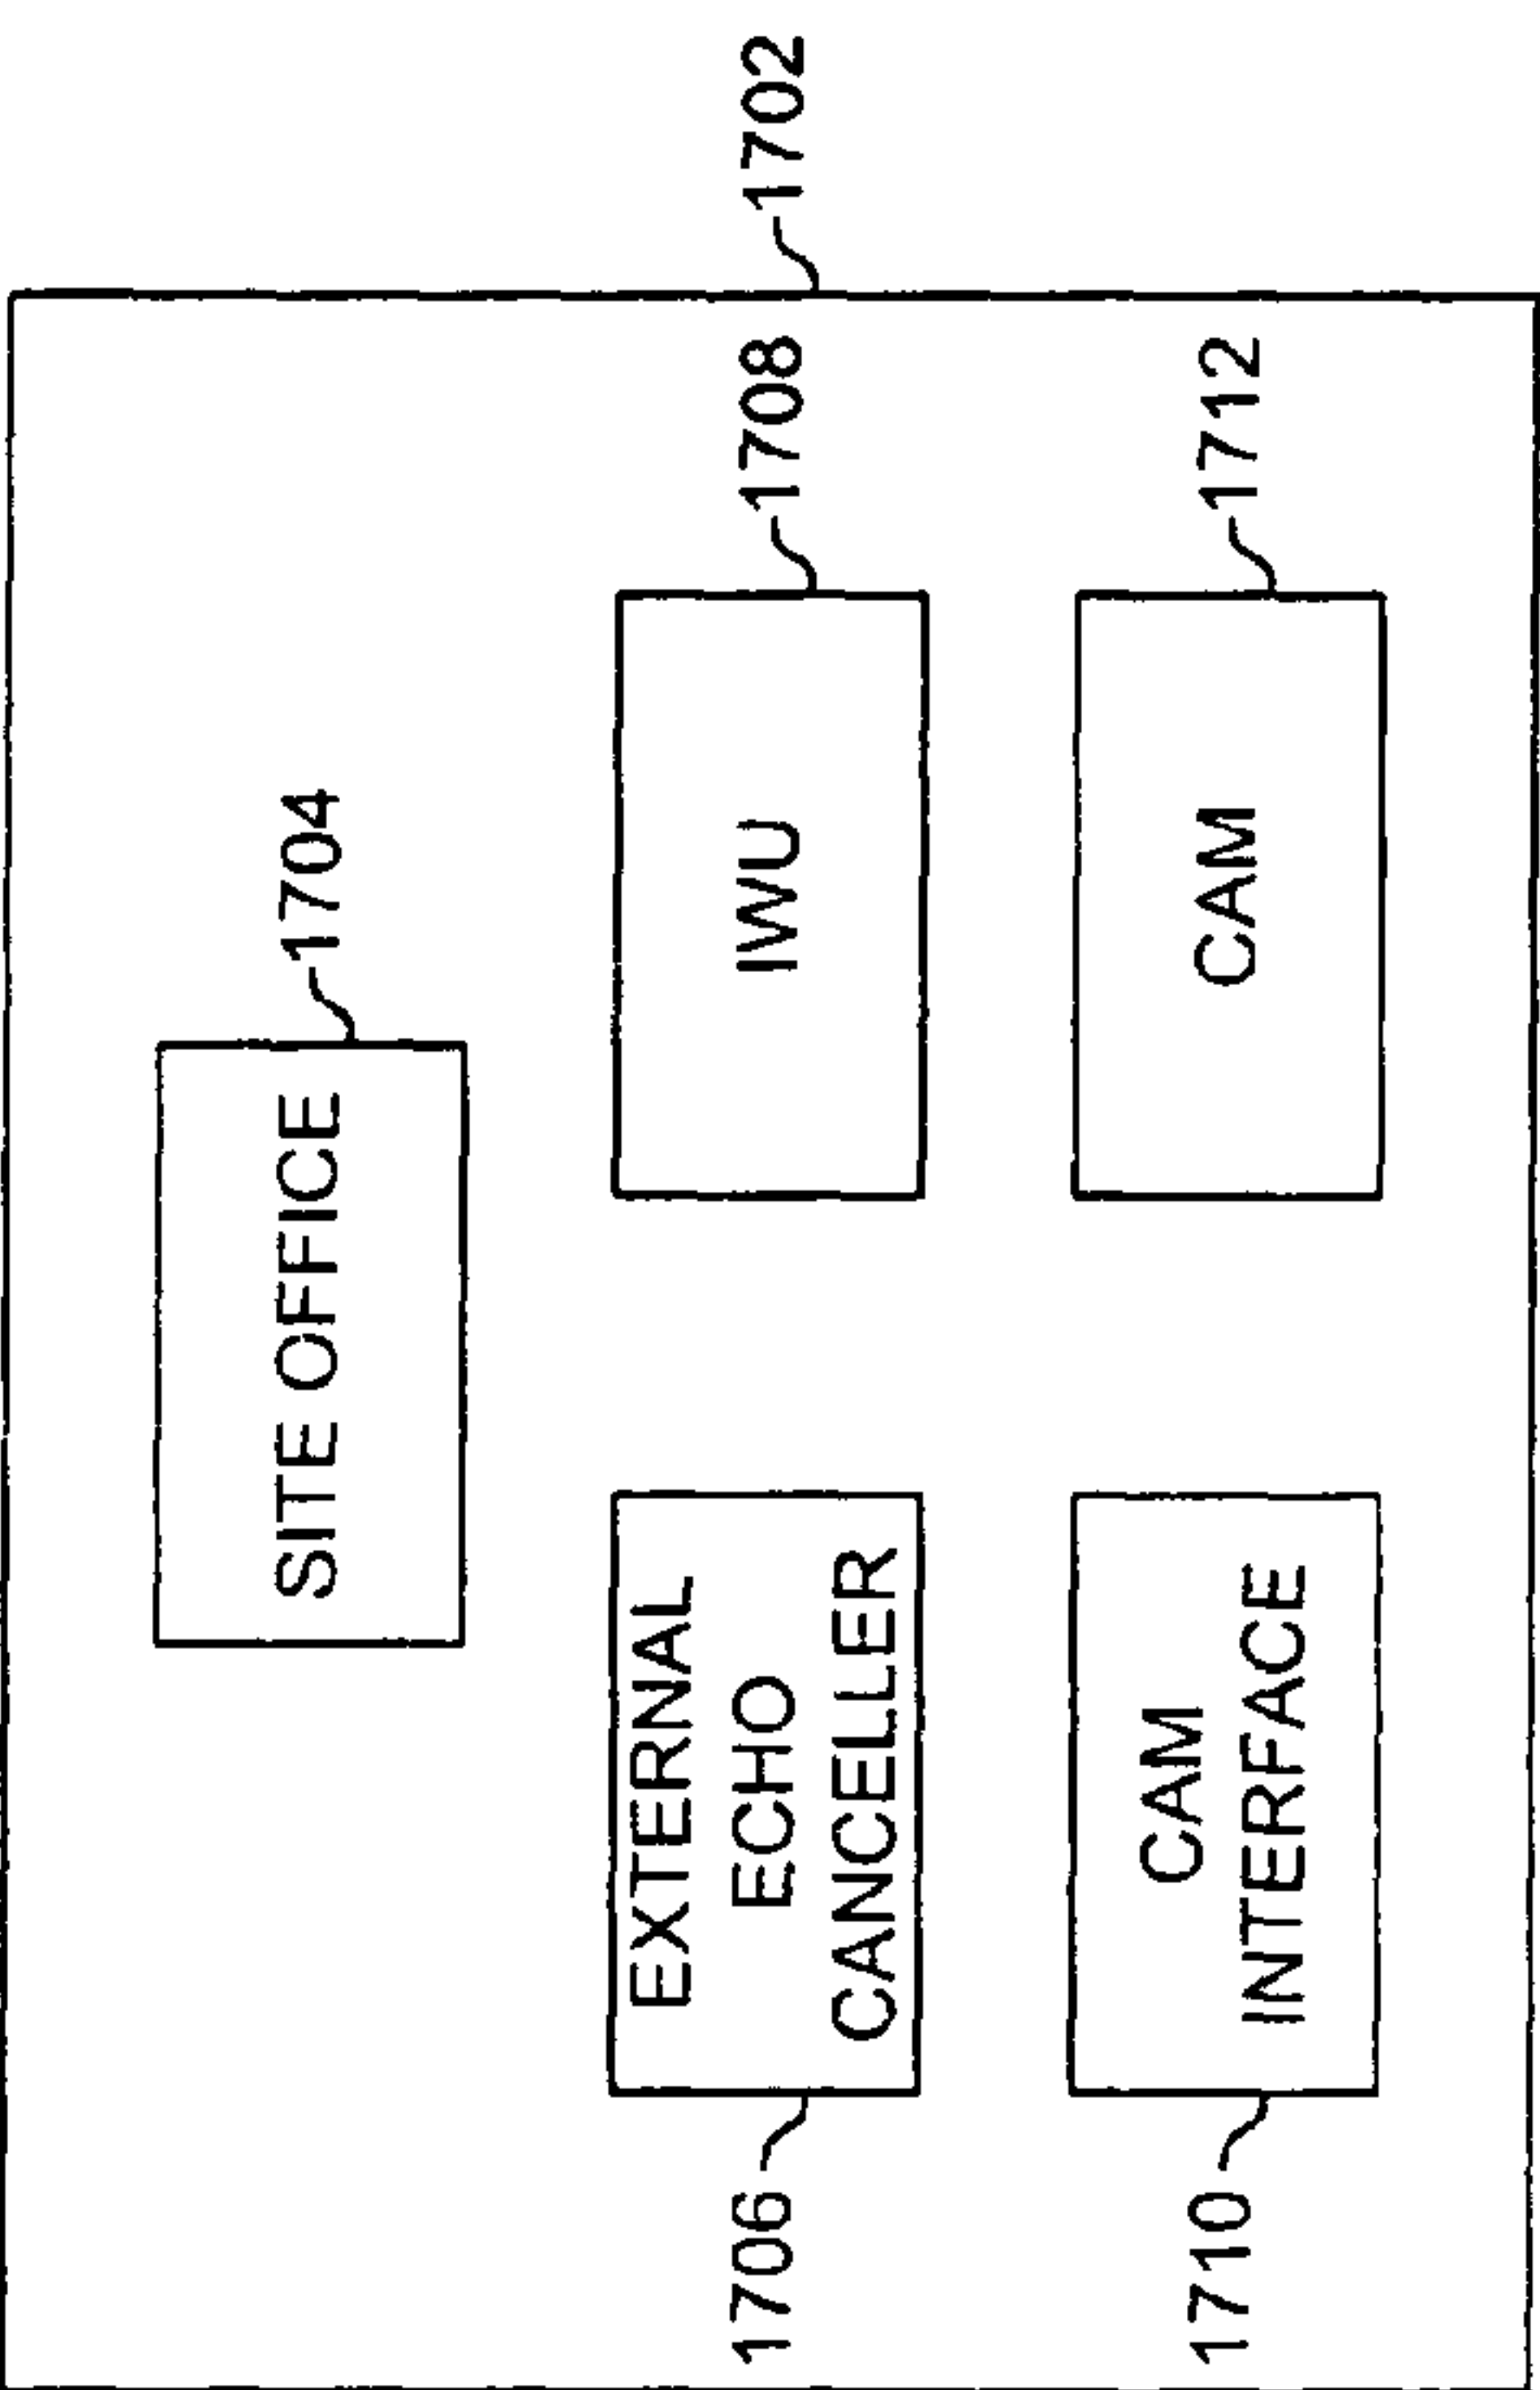 SITE OFFICE
1704
EXTERNAL
ECHO
CANCELLER
1706
IWU
1708
1702
CAM
INTERFACE
1710
CAM
1712